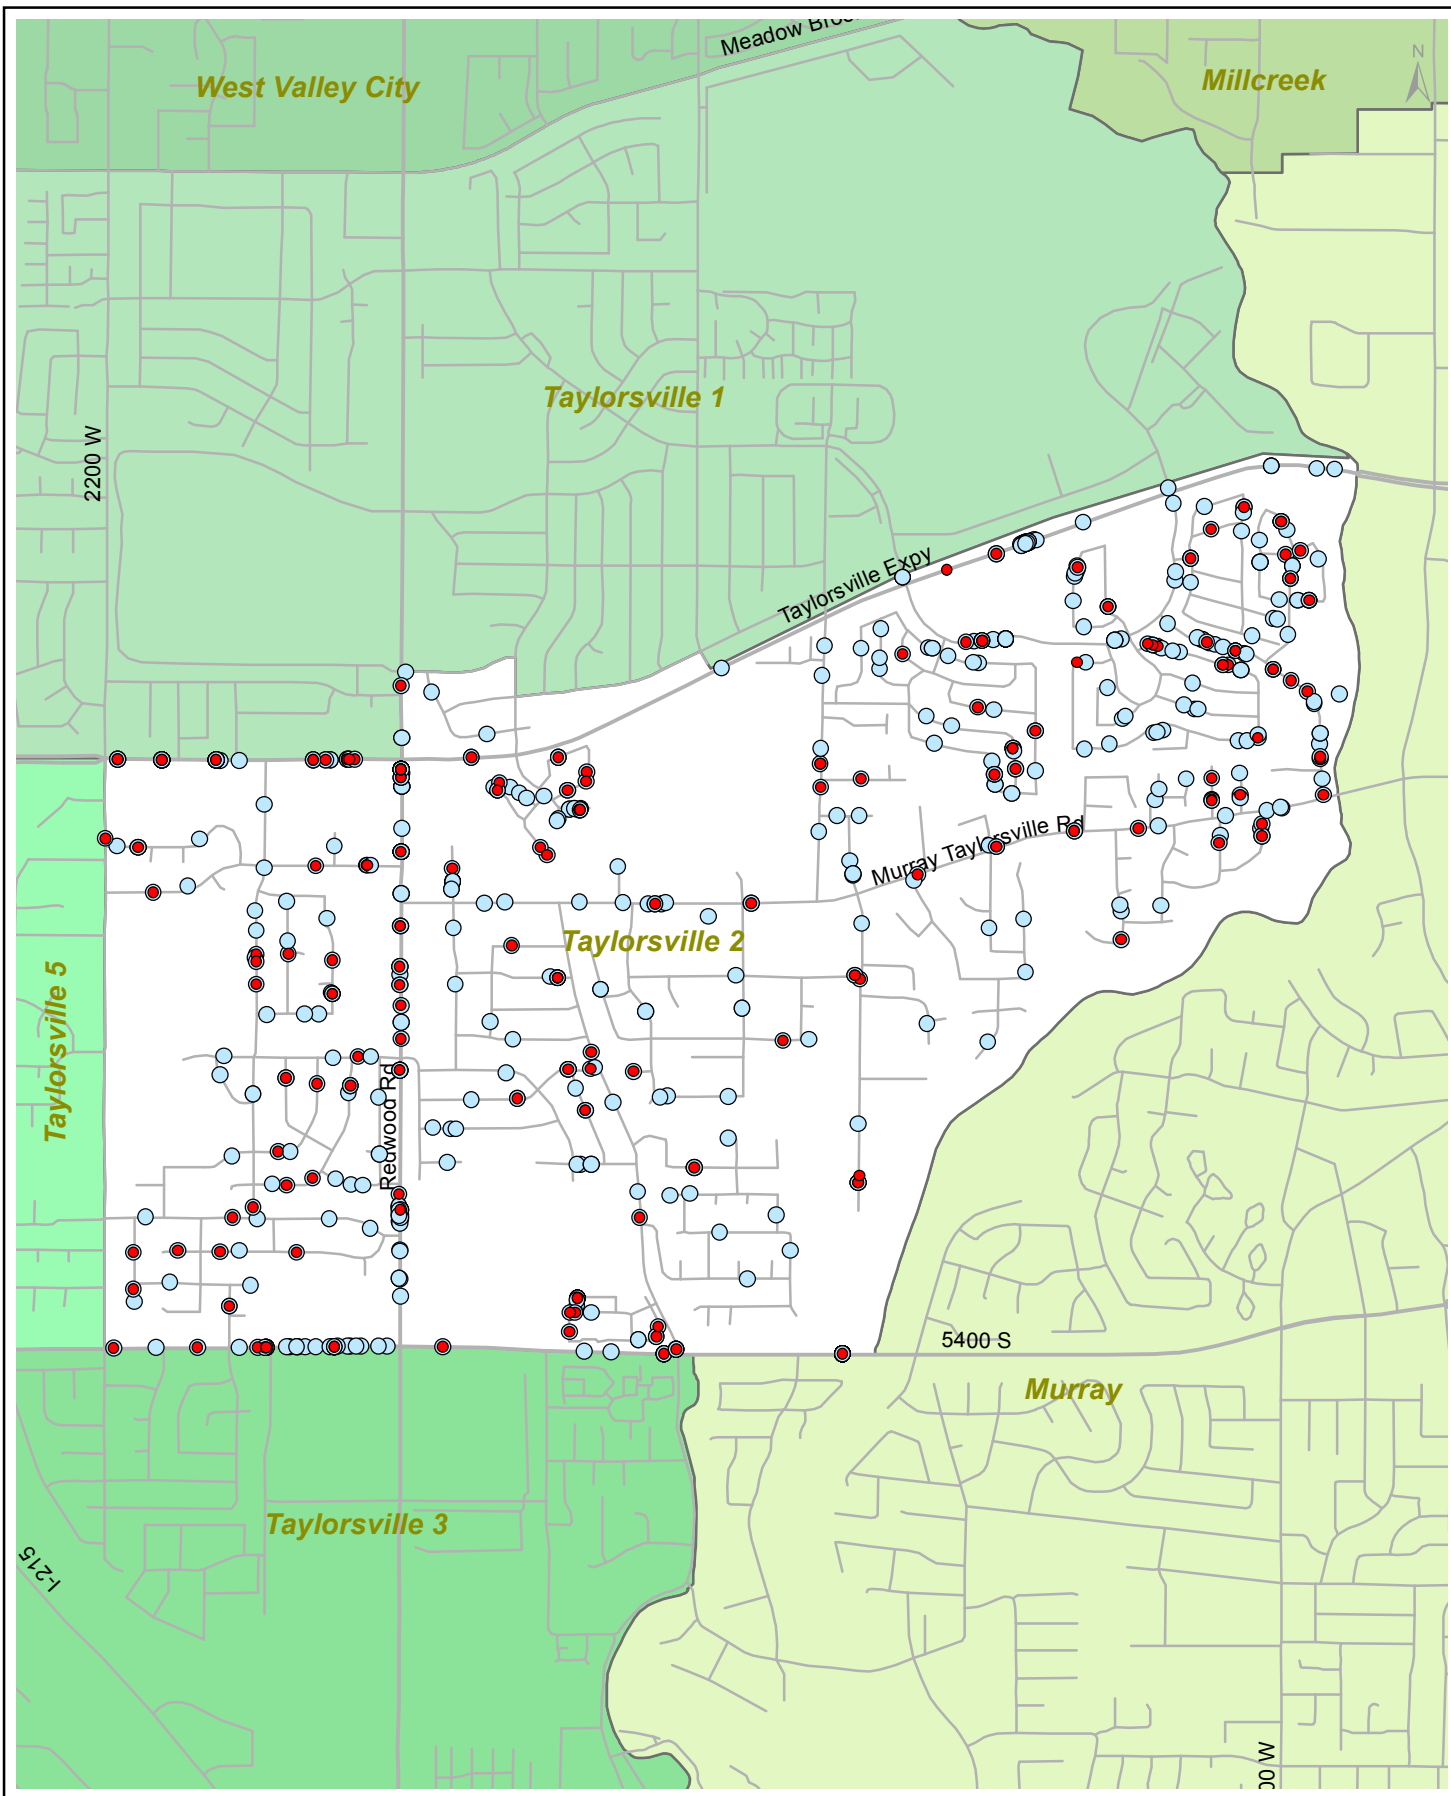 Meadow
N
West Valley City
Millcreek
Taylorsville 1
2200 W
Taylorsville Expy
Murray Taylorsville Rd
Taylorsville 2
Taylorsville 5
Redwood Rd
5400 S
Murray
Taylorsville 3
I-215
00 W